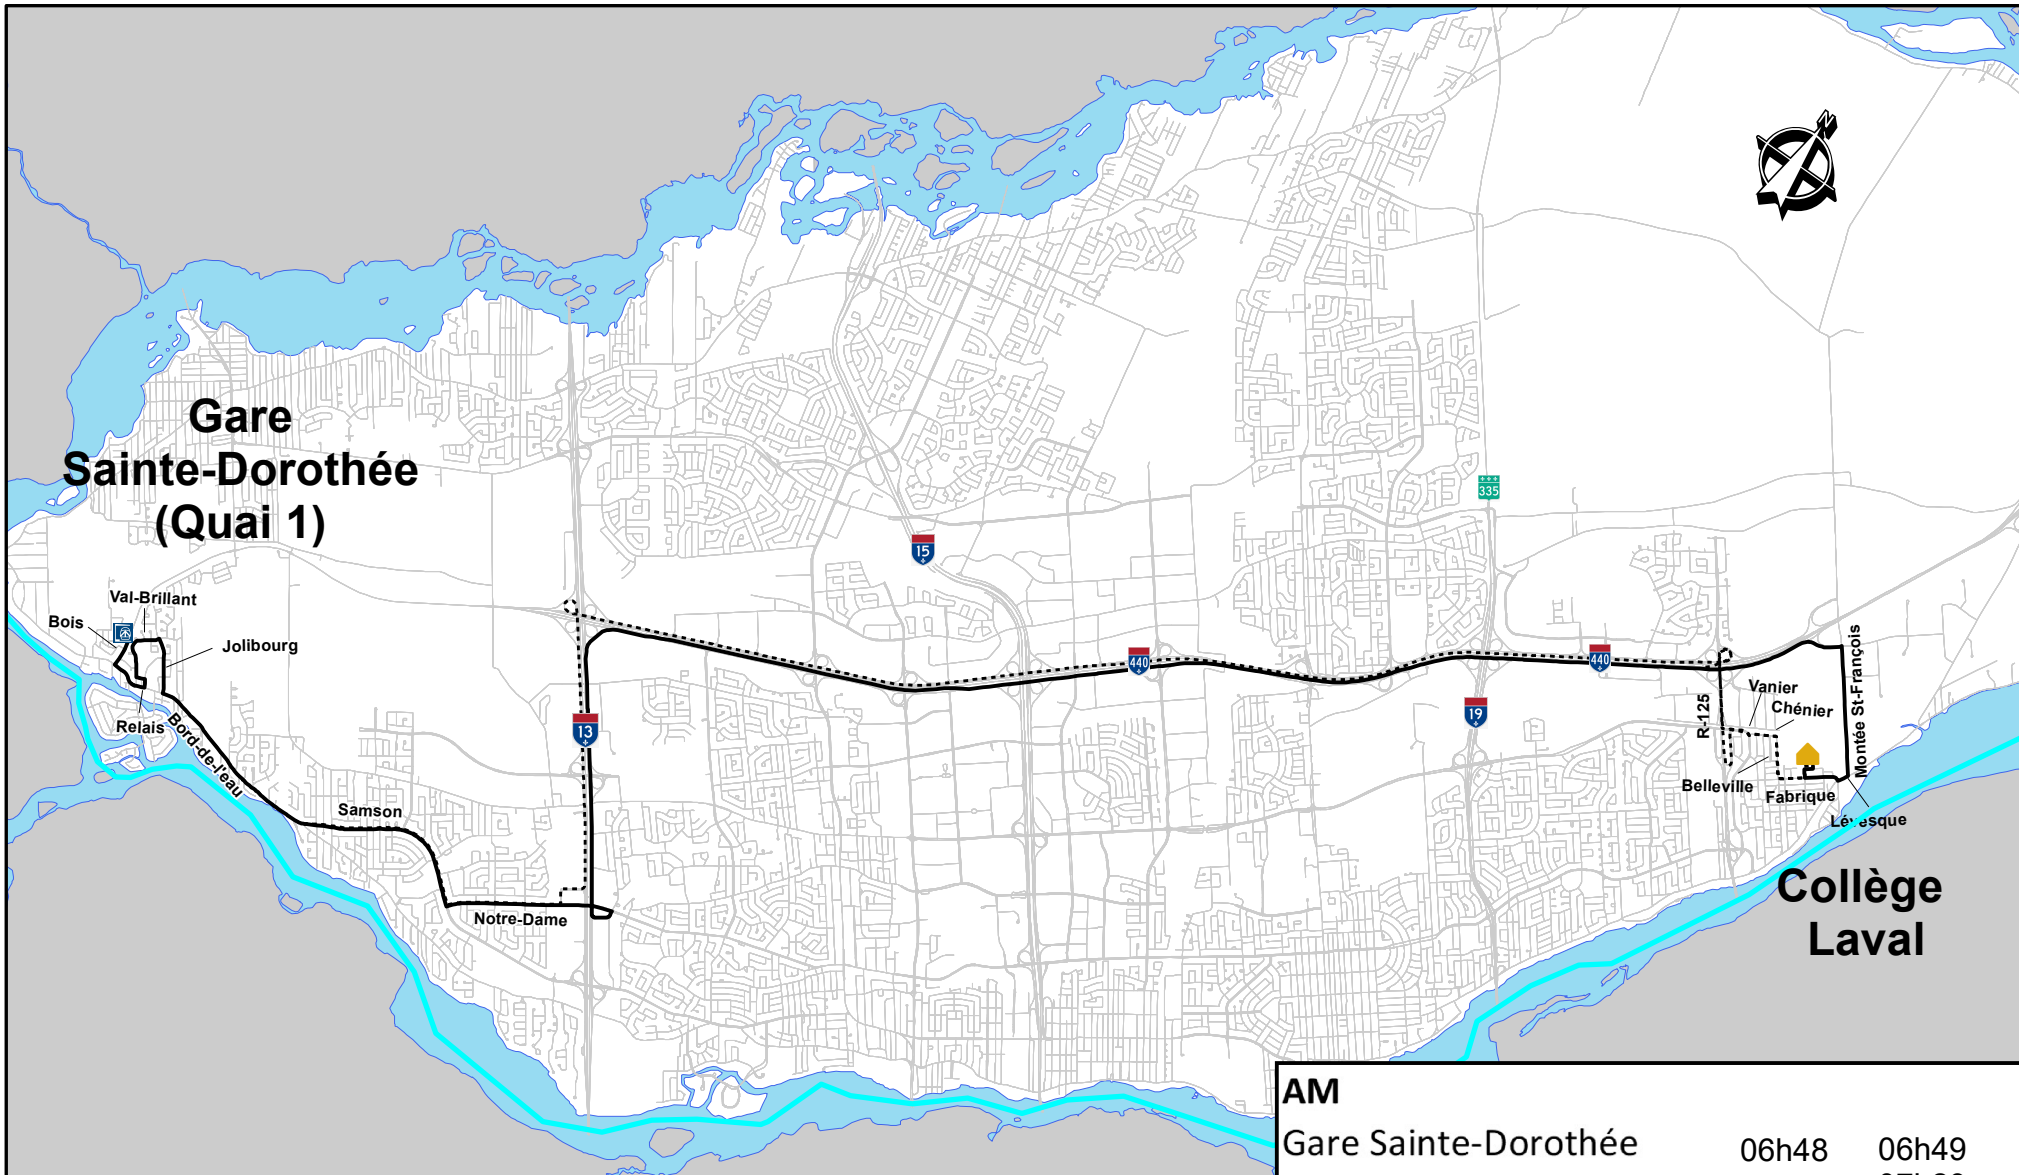 N
Gare
Sainte-Dorothée
(Quai 1)
335
15
Val-Brillant
Bois
Jolibourg
440
440
Montée St-François
Vanier
Chénier
R-125
Relais
Bord-de-l'eau
13
19
Belleville
Fabrique
Samson
Lévesque
Notre-Dame
Collège
Laval
AM
Gare Sainte-Dorothée 06h48 06h49